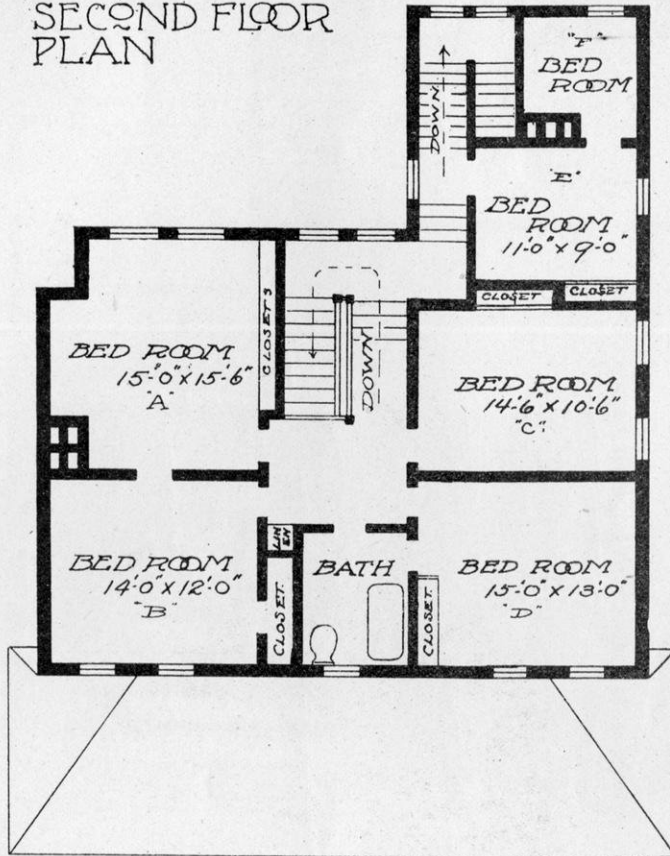 SECOND FLOOR
PLAN
"F"
BED
ROOM
DOWN
"E"
BED
ROOM
11'-0" x 9'-0"
CLOSET
CLOSET
CLOSETS
BED ROOM
15'-0" x 15'-6"
"A"
DOWN
BED ROOM
14'-6" x 10'-6"
"C"
LIN
EN
BED ROOM
14'-0" x 12'-0"
"B"
CLOSET
BATH
CLOSET
BED ROOM
15'-0" x 13'-0"
"D"